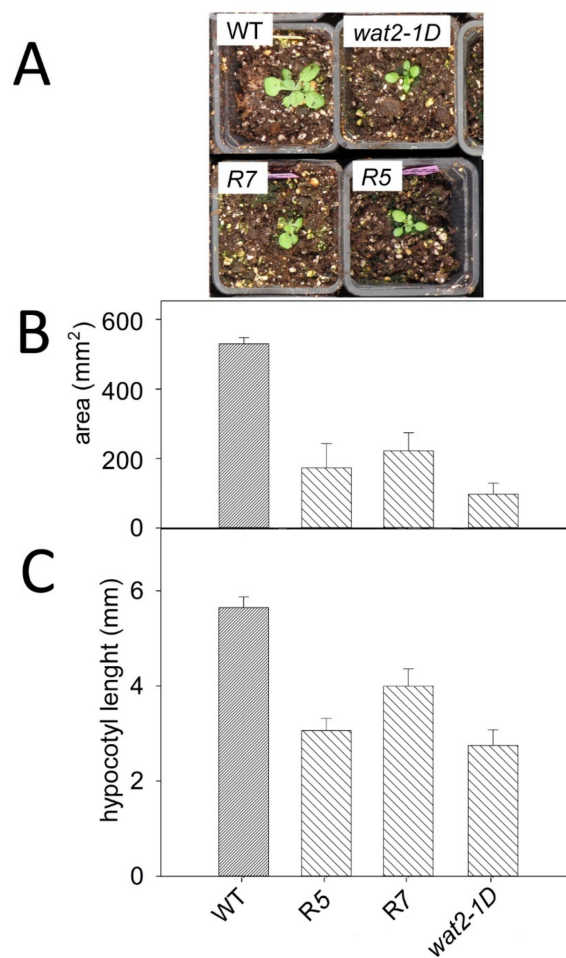 A
WT
wat2-1D
R7
R5
B
area (mm²)
600
400
200
0
C
hypocotyl lenght (mm)
6
4
2
0
WT
R5
R7
wat2-1D